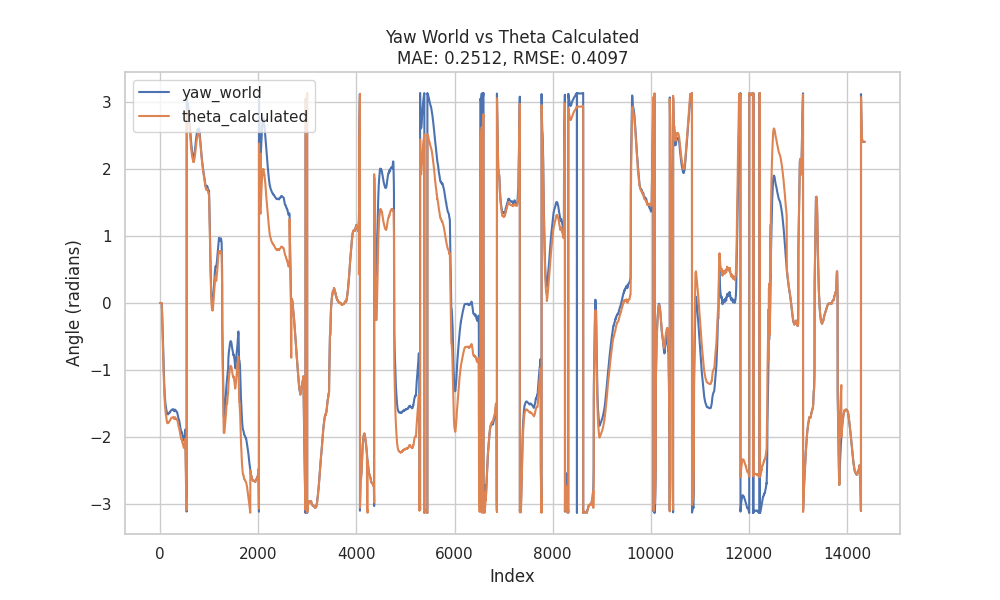 Yaw World vs Theta Calculated
MAE: 0.2512, RMSE: 0.4097
yaw_world
theta_calculated
Angle (radians)
3
2
1
0
−1
−2
−3
0
2000
4000
6000
8000
10000
12000
14000
Index